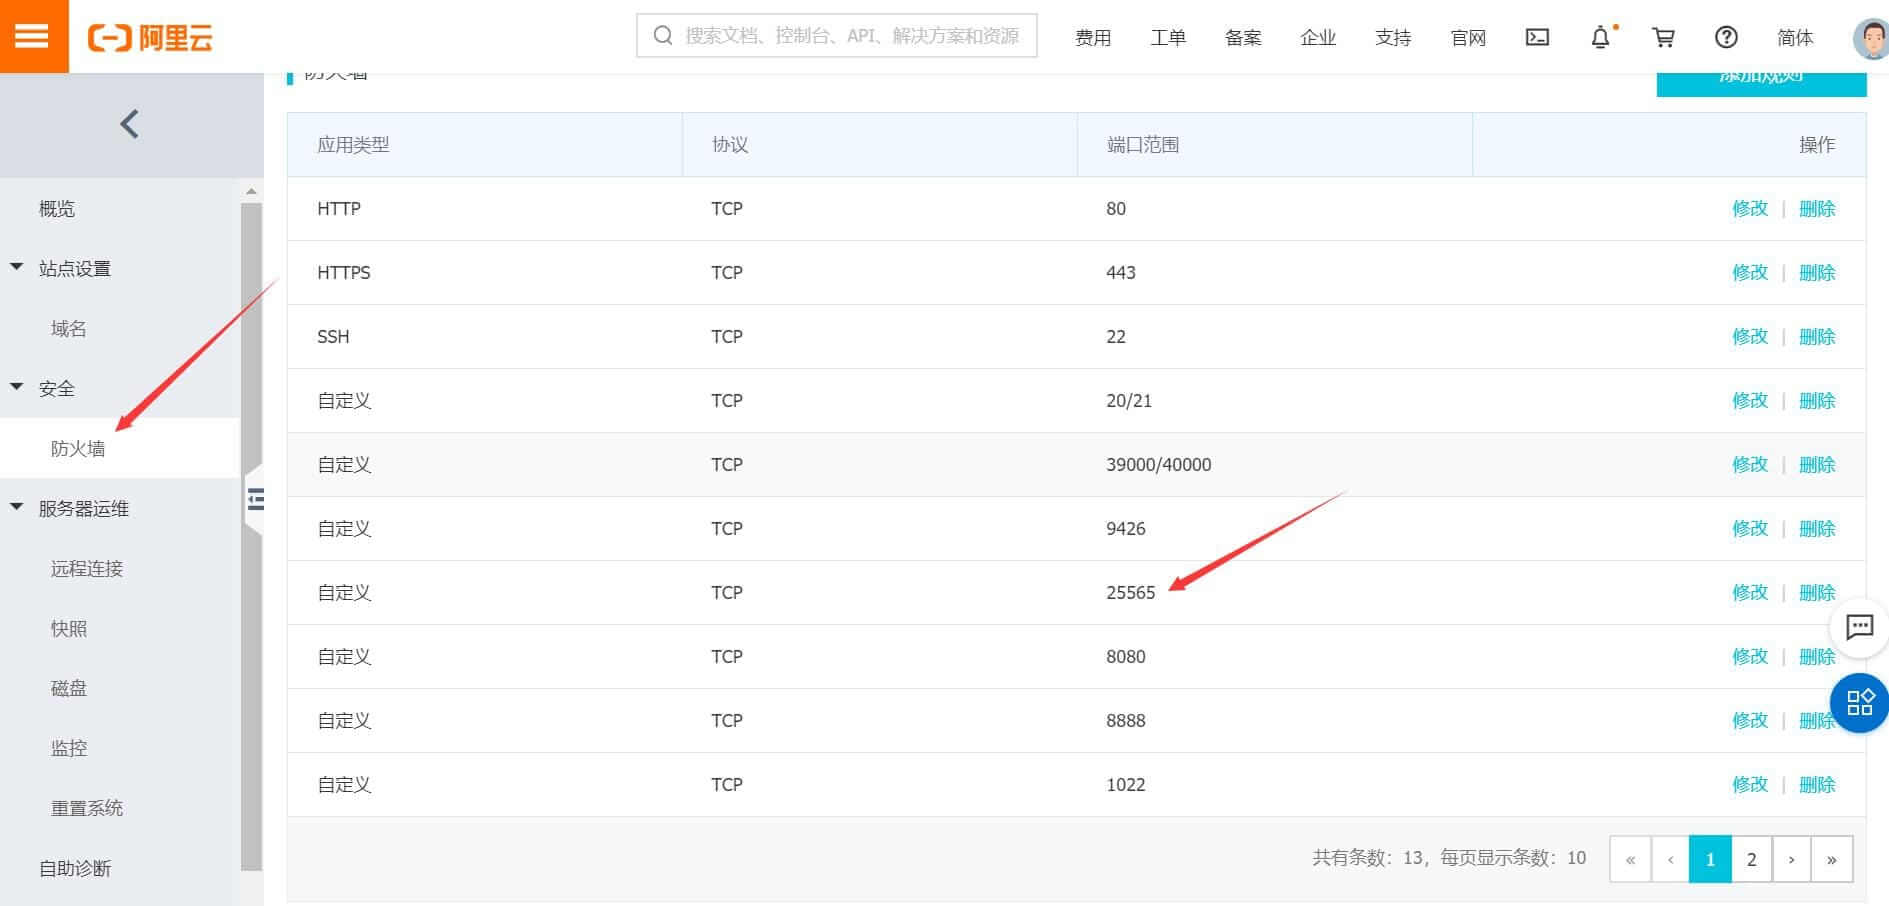 阿里云
搜索文档、控制台、API、解决方案和资源
费用 工单 备案 企业 支持 官网 简体
防火墙 添加规则
概览
站点设置
域名
安全
防火墙
服务器运维
远程连接
快照
磁盘
监控
重置系统
自助诊断
应用类型 协议 端口范围 操作
HTTP TCP 80 修改 | 删除
HTTPS TCP 443 修改 | 删除
SSH TCP 22 修改 | 删除
自定义 TCP 20/21 修改 | 删除
自定义 TCP 39000/40000 修改 | 删除
自定义 TCP 9426 修改 | 删除
自定义 TCP 25565 修改 | 删除
自定义 TCP 8080 修改 | 删除
自定义 TCP 8888 修改 | 删除
自定义 TCP 1022 修改 | 删除
共有条数：13，每页显示条数：10 « ‹ 1 2 › »